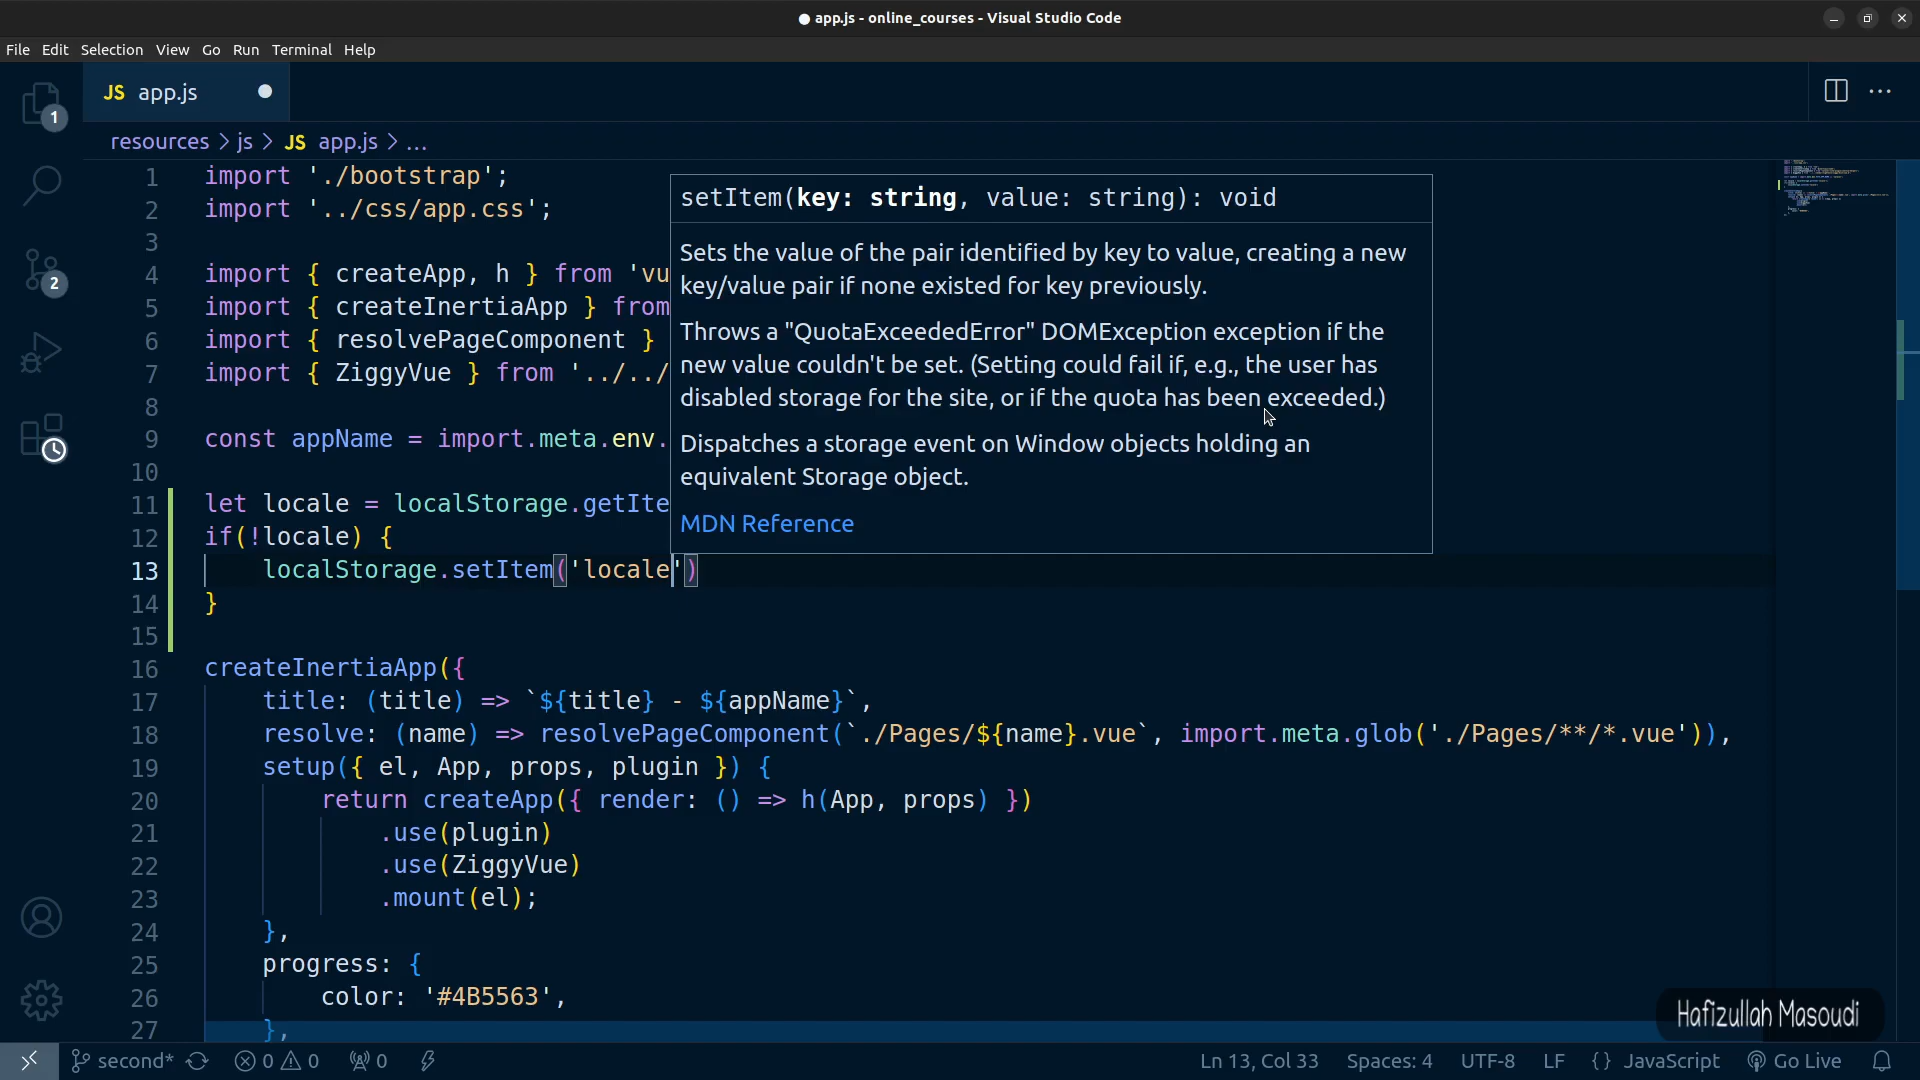 app.js - online_courses - Visual Studio Code
File Edit Selection View Go Run Terminal Help
1
2
JS app.js
resources > js > JS app.js > ...
1 import './bootstrap';
2 import '../css/app.css';
3
4 import { createApp, h } from 'vu
5 import { createInertiaApp } from
6 import { resolvePageComponent }
7 import { ZiggyVue } from '../../
8
9 const appName = import.meta.env.
10
11 let locale = localStorage.getIte
12 if(!locale) {
13 localStorage.setItem('locale')
14 }
15
16 createInertiaApp({
17 title: (title) => `${title} - ${appName}`,
18 resolve: (name) => resolvePageComponent(`./Pages/${name}.vue`, import.meta.glob('./Pages/**/*.vue')),
19 setup({ el, App, props, plugin }) {
20 return createApp({ render: () => h(App, props) })
21 .use(plugin)
22 .use(ZiggyVue)
23 .mount(el);
24 },
25 progress: {
26 color: '#4B5563',
27 },
setItem(key: string, value: string): void
Sets the value of the pair identified by key to value, creating a new
key/value pair if none existed for key previously.
Throws a "QuotaExceededError" DOMException exception if the
new value couldn't be set. (Setting could fail if, e.g., the user has
disabled storage for the site, or if the quota has been exceeded.)
Dispatches a storage event on Window objects holding an
equivalent Storage object.
MDN Reference
Hafizullah Masoudi
second* 0 0 0 Ln 13, Col 33 Spaces: 4 UTF-8 LF {} JavaScript Go Live